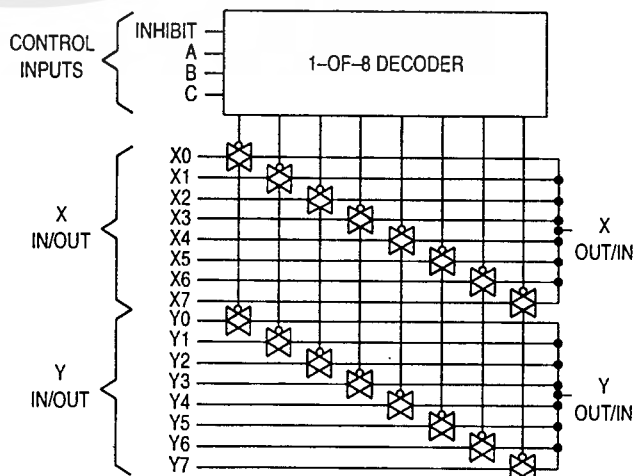 CONTROL
INPUTS
INHIBIT
A
B
C
1–OF–8 DECODER
X
IN/OUT
X0
X1
X2
X3
X4
X5
X6
X7
X
OUT/IN
Y
IN/OUT
Y0
Y1
Y2
Y3
Y4
Y5
Y6
Y7
Y
OUT/IN